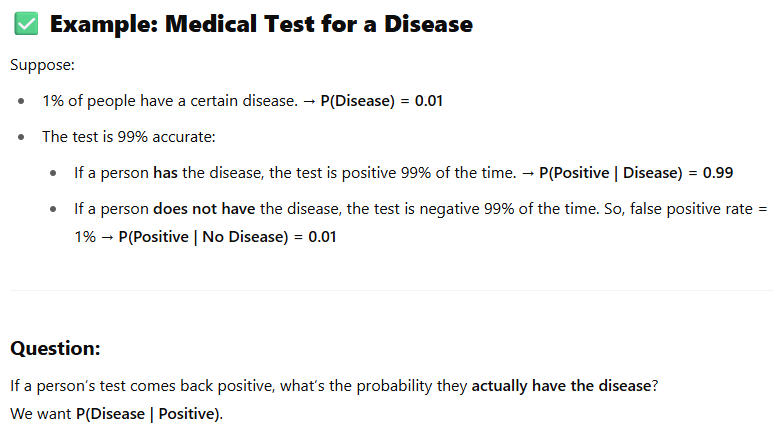 ✅ Example: Medical Test for a Disease
Suppose:
• 1% of people have a certain disease. → P(Disease) = 0.01
• The test is 99% accurate:
• If a person has the disease, the test is positive 99% of the time. → P(Positive | Disease) = 0.99
• If a person does not have the disease, the test is negative 99% of the time. So, false positive rate =
1% → P(Positive | No Disease) = 0.01
Question:
If a person's test comes back positive, what's the probability they actually have the disease?
We want P(Disease | Positive).